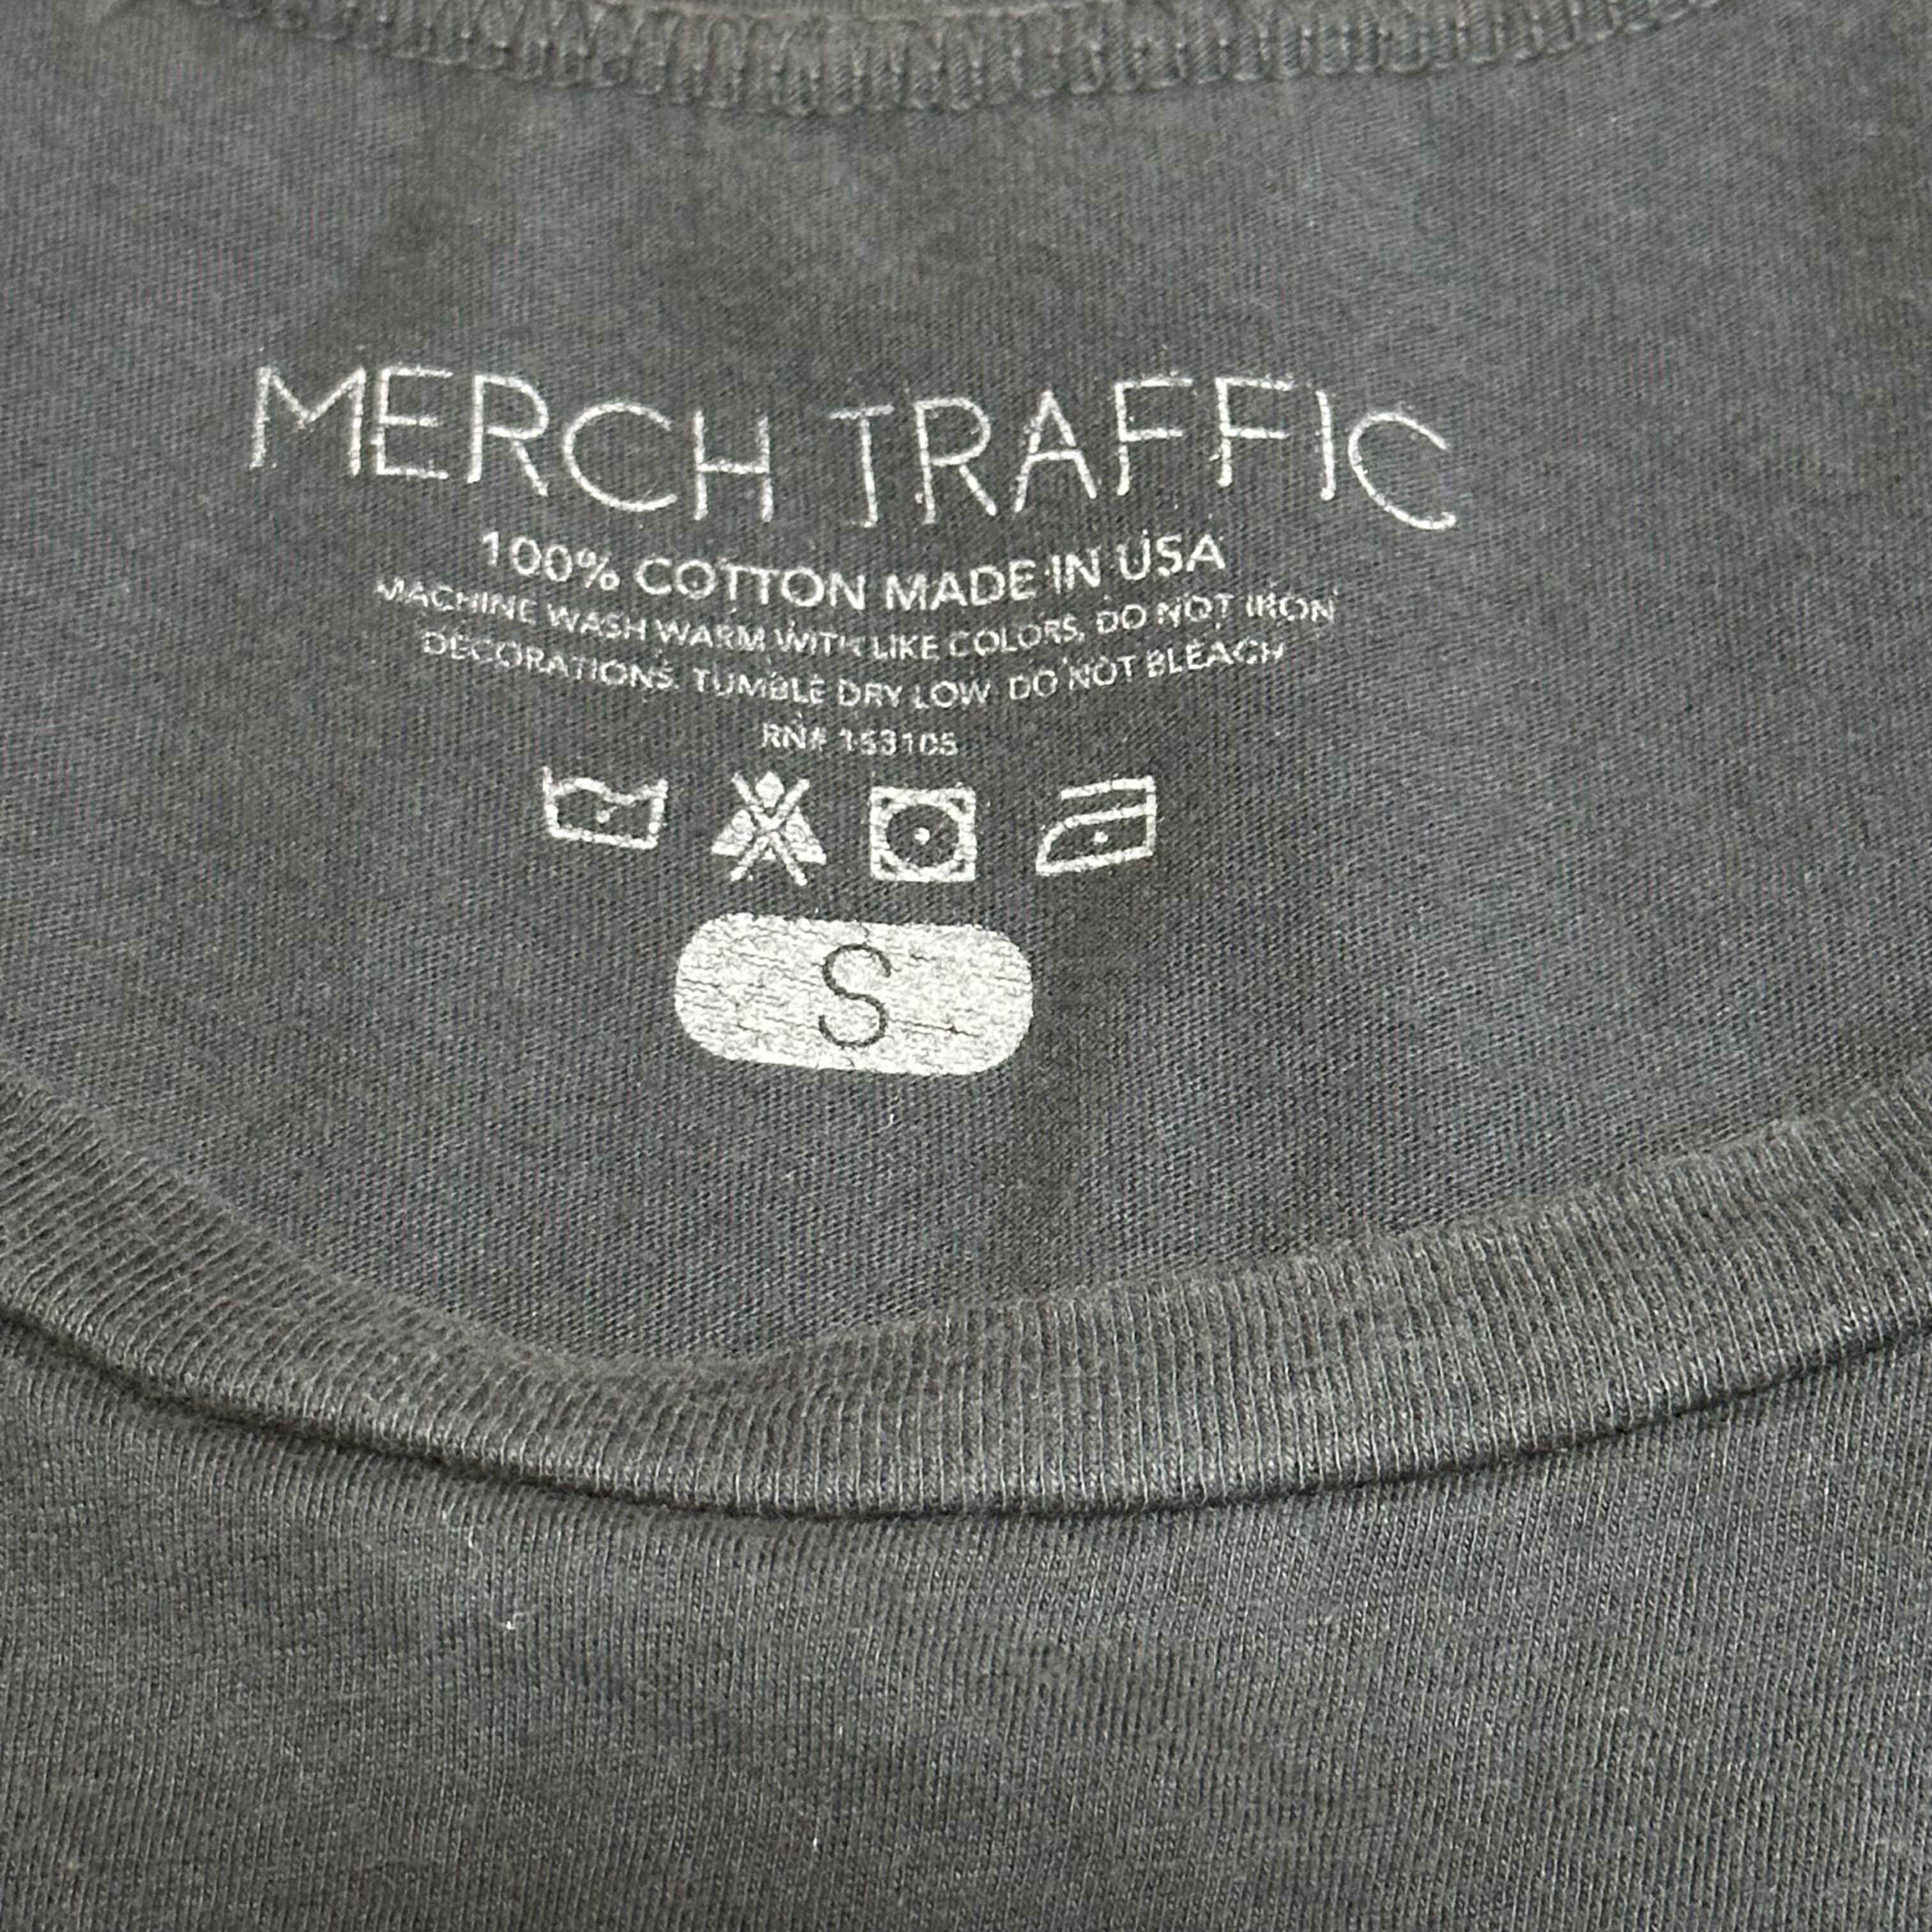 MERCH TRAFFIC
100% COTTON MADE IN USA
MACHINE WASH WARM WITH LIKE COLORS, DO NOT IRON
DECORATIONS. TUMBLE DRY LOW. DO NOT BLEACH
RN# 153105
S